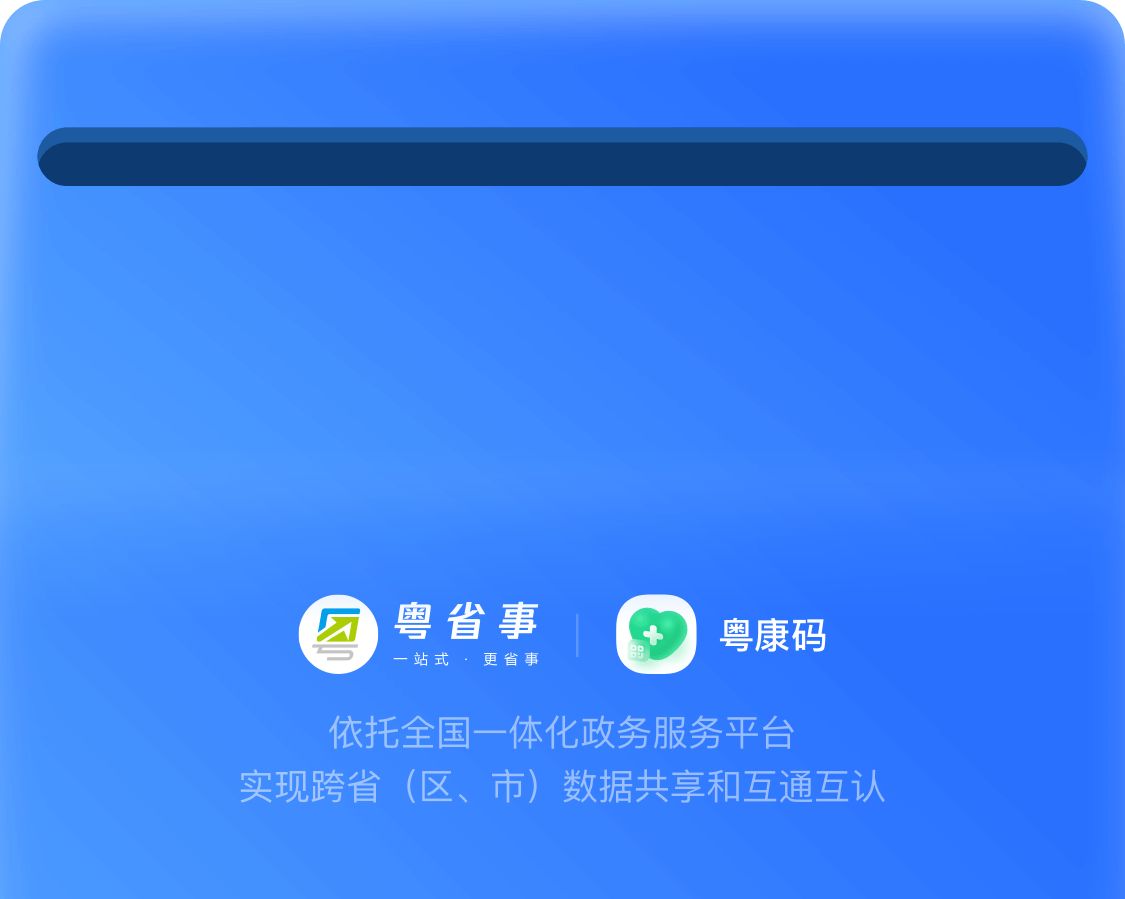 粤省事
一站式 · 更省事
粤康码
依托全国一体化政务服务平台
实现跨省（区、市）数据共享和互通互认